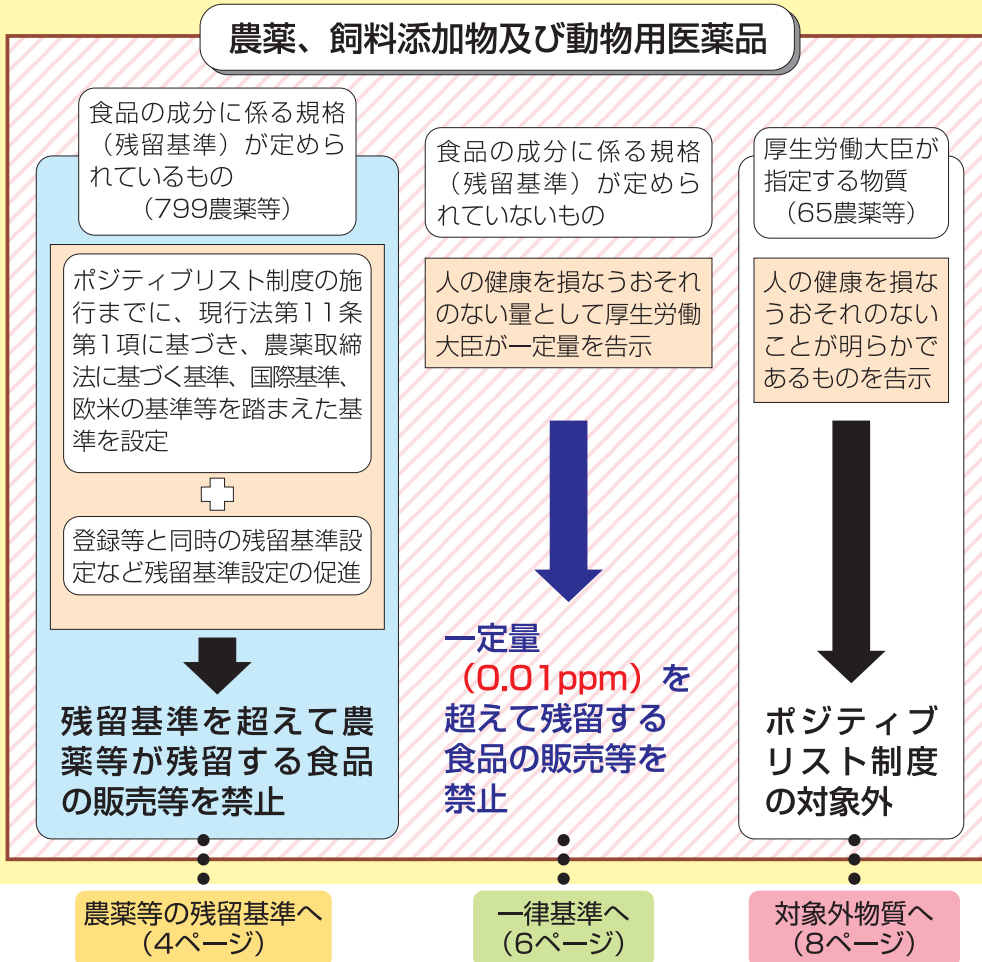 農薬、飼料添加物及び動物用医薬品
食品の成分に係る規格
（残留基準）が定めら
れているもの
（799農薬等）
ポジティブリスト制度の施
行までに、現行法第11条
第1項に基づき、農薬取締
法に基づく基準、国際基準、
欧米の基準等を踏まえた基
準を設定
登録等と同時の残留基準設
定など残留基準設定の促進
残留基準を超えて農
薬等が残留する食品
の販売等を禁止
農薬等の残留基準へ
（4ページ）
食品の成分に係る規格
（残留基準）が定めら
れていないもの
人の健康を損なうおそれ
のない量として厚生労働
大臣が一定量を告示
一定量
（0.01ppm）を
超えて残留する
食品の販売等を
禁止
一律基準へ
（6ページ）
厚生労働大臣が
指定する物質
（65農薬等）
人の健康を損な
うおそれのない
ことが明らかで
あるものを告示
ポジティブ
リスト制度
の対象外
対象外物質へ
（8ページ）